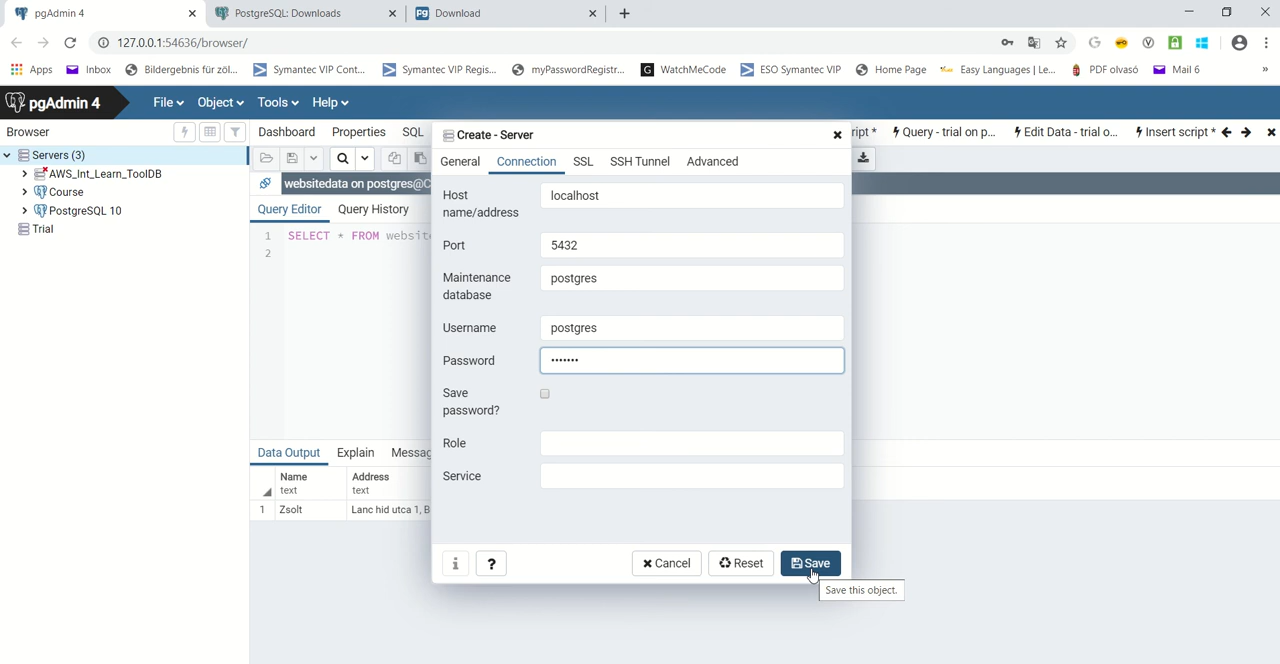 pgAdmin 4
PostgreSQL: Downloads
Download
127.0.0.1:54636/browser/
Apps Inbox Bildergebnis für zöl... Symantec VIP Cont... Symantec VIP Regis... myPasswordRegistr... WatchMeCode ESO Symantec VIP Home Page Easy Languages | Le... PDF olvasó Mail 6 »
pgAdmin 4 File Object Tools Help
Browser
Dashboard Properties SQL
ript * Query - trial on p... Edit Data - trial o... Insert script *
Servers (3)
AWS_Int_Learn_ToolDB
Course
PostgreSQL 10
Trial
websitedata on postgres@C
Query Editor Query History
1 SELECT * FROM website
2
Data Output Explain Messag
Name
text
Address
text
1 Zsolt Lanc hid utca 1, B
Create - Server
General Connection SSL SSH Tunnel Advanced
Host
name/address
localhost
Port 5432
Maintenance
database
postgres
Username postgres
Password •••••••
Save
password?
Role
Service
i ? Cancel Reset Save
Save this object.